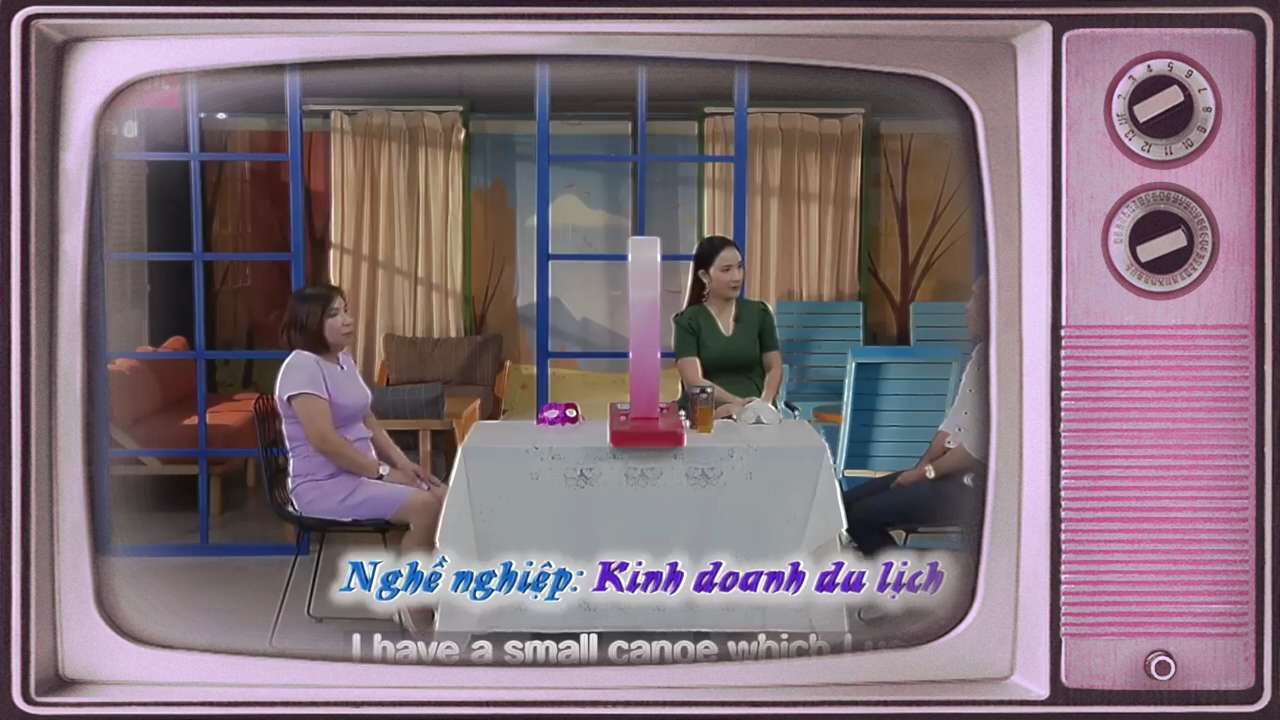 Nghề nghiệp: Kinh doanh du lịch
I have a small canoe which I